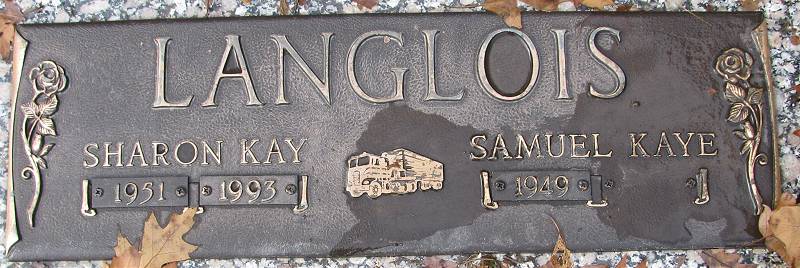 LANGLOIS
SHARON KAY
1951 1993
SAMUEL KAYE
1949